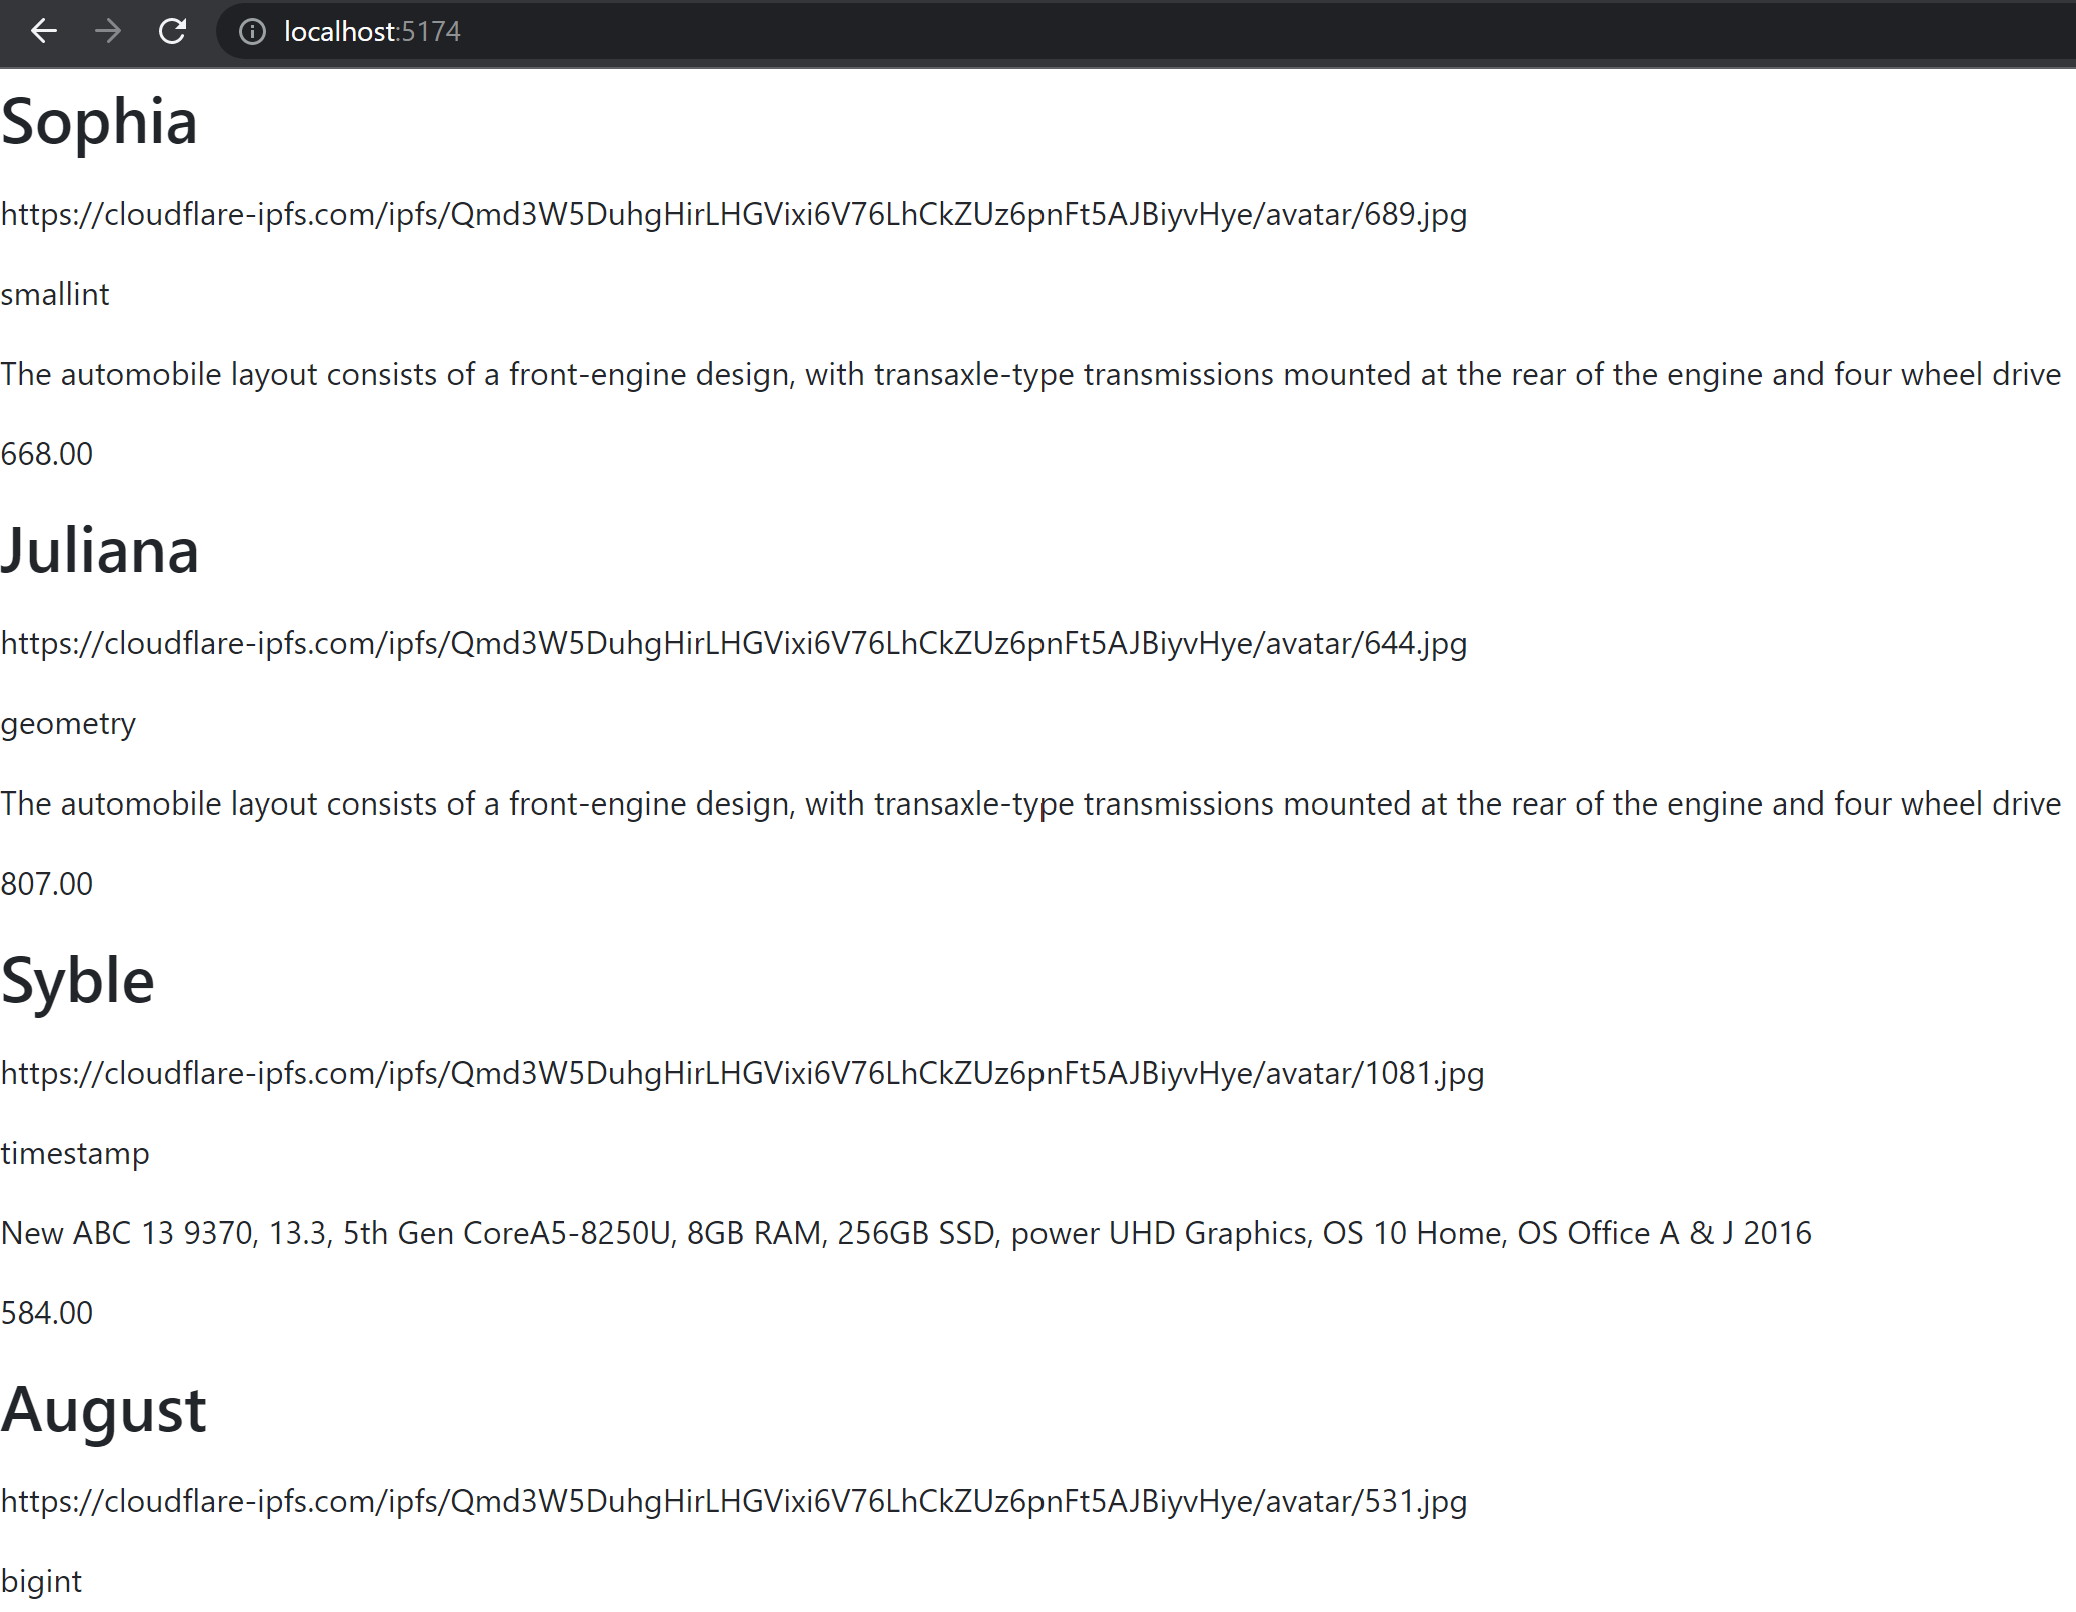 localhost:5174
Sophia
https://cloudflare-ipfs.com/ipfs/Qmd3W5DuhgHirLHGVixi6V76LhCkZUz6pnFt5AJBiyvHye/avatar/689.jpg
smallint
The automobile layout consists of a front-engine design, with transaxle-type transmissions mounted at the rear of the engine and four wheel drive
668.00
Juliana
https://cloudflare-ipfs.com/ipfs/Qmd3W5DuhgHirLHGVixi6V76LhCkZUz6pnFt5AJBiyvHye/avatar/644.jpg
geometry
The automobile layout consists of a front-engine design, with transaxle-type transmissions mounted at the rear of the engine and four wheel drive
807.00
Syble
https://cloudflare-ipfs.com/ipfs/Qmd3W5DuhgHirLHGVixi6V76LhCkZUz6pnFt5AJBiyvHye/avatar/1081.jpg
timestamp
New ABC 13 9370, 13.3, 5th Gen CoreA5-8250U, 8GB RAM, 256GB SSD, power UHD Graphics, OS 10 Home, OS Office A & J 2016
584.00
August
https://cloudflare-ipfs.com/ipfs/Qmd3W5DuhgHirLHGVixi6V76LhCkZUz6pnFt5AJBiyvHye/avatar/531.jpg
bigint